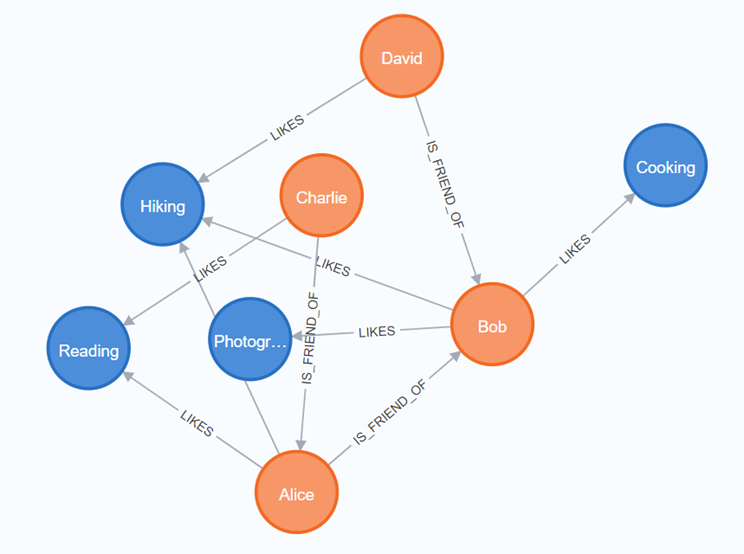 David
LIKES
IS_FRIEND_OF
Cooking
Hiking
Charlie
LIKES
LIKES
LIKES
IS_FRIEND_OF
Reading
Photogr...
LIKES
Bob
LIKES
IS_FRIEND_OF
Alice